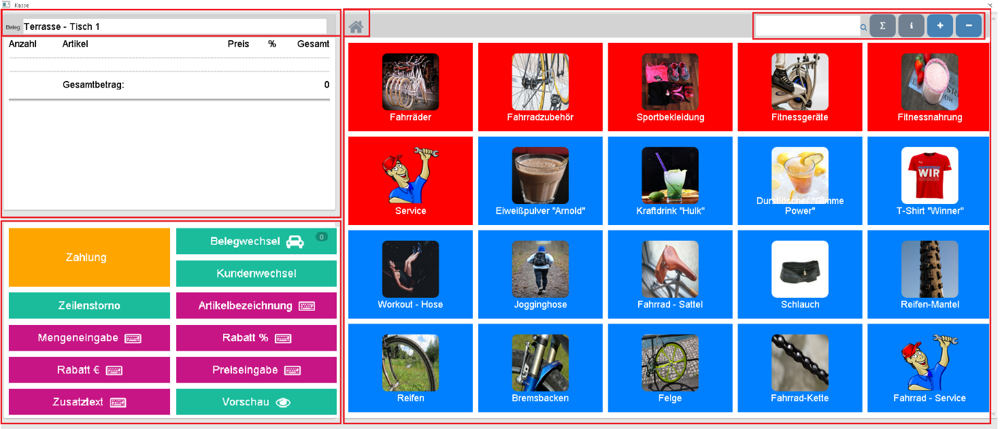 Kasse
Beleg: Terrasse - Tisch 1
Anzahl Artikel Preis % Gesamt
Gesamtbetrag: 0
Zahlung
Belegwechsel 0
Kundenwechsel
Zeilenstorno
Artikelbezeichnung
Mengeneingabe
Rabatt %
Rabatt €
Preiseingabe
Zusatztext
Vorschau
Σ i + −
Fahrräder
Fahrradzubehör
Sportbekleidung
Fitnessgeräte
Fitnessnahrung
Service
Eiweißpulver "Arnold"
Kraftdrink "Hulk"
Durstlöscher "Gimme
Power"
WIR
T-Shirt "Winner"
Workout - Hose
Jogginghose
Fahrrad - Sattel
Schlauch
Reifen-Mantel
Reifen
Bremsbacken
Felge
Fahrrad-Kette
Fahrrad - Service